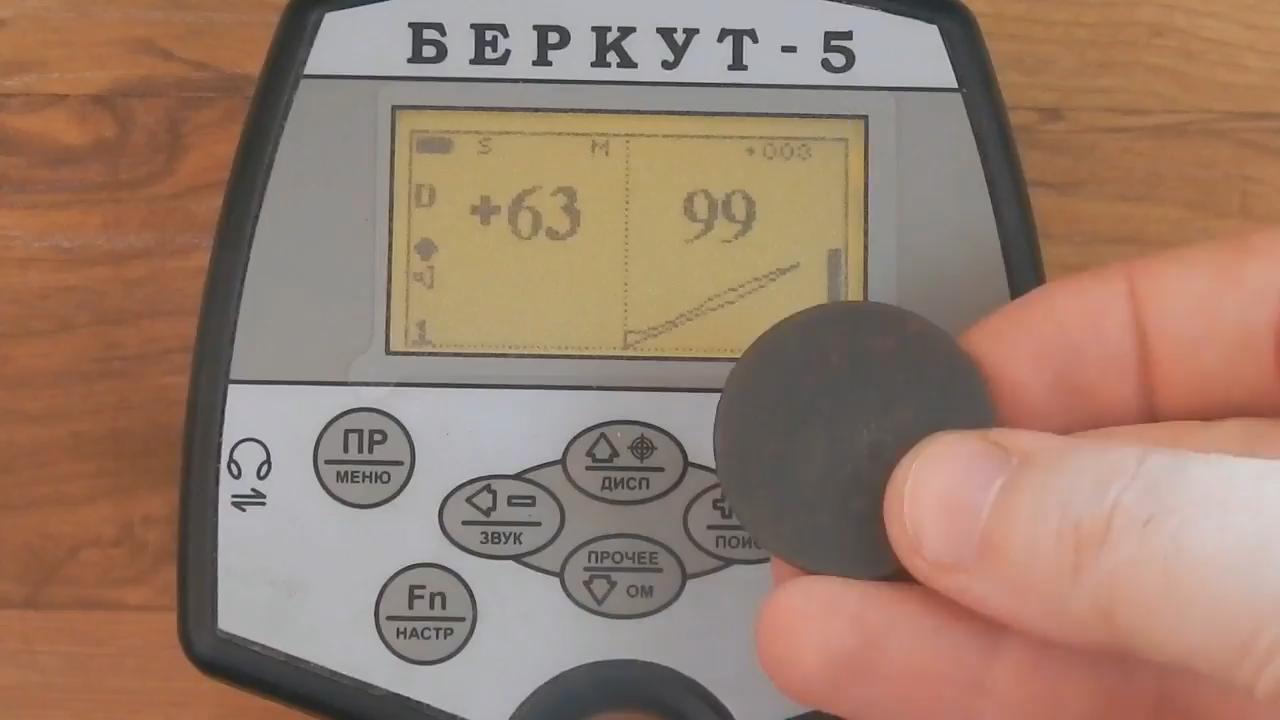 БЕРКУТ-5
S M +003
D +63 99
1
ПР
МЕНЮ
ДИСП
ЗВУК
ПРОЧЕЕ
ОМ
Fn
НАСТР